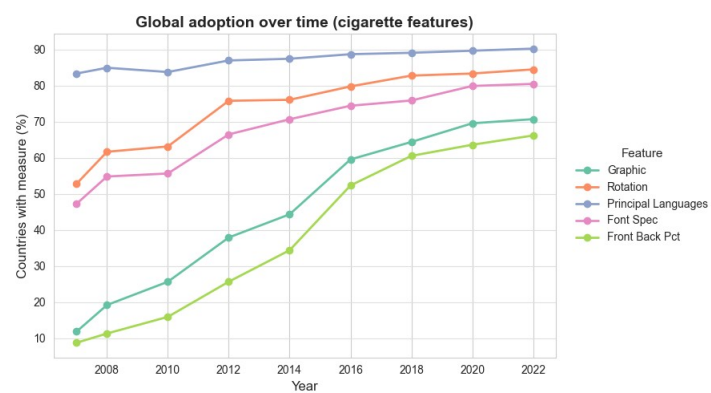 Global adoption over time (cigarette features)
Countries with measure (%)
90
80
70
60
50
40
30
20
10
2008 2010 2012 2014 2016 2018 2020 2022
Year
Feature
Graphic
Rotation
Principal Languages
Font Spec
Front Back Pct